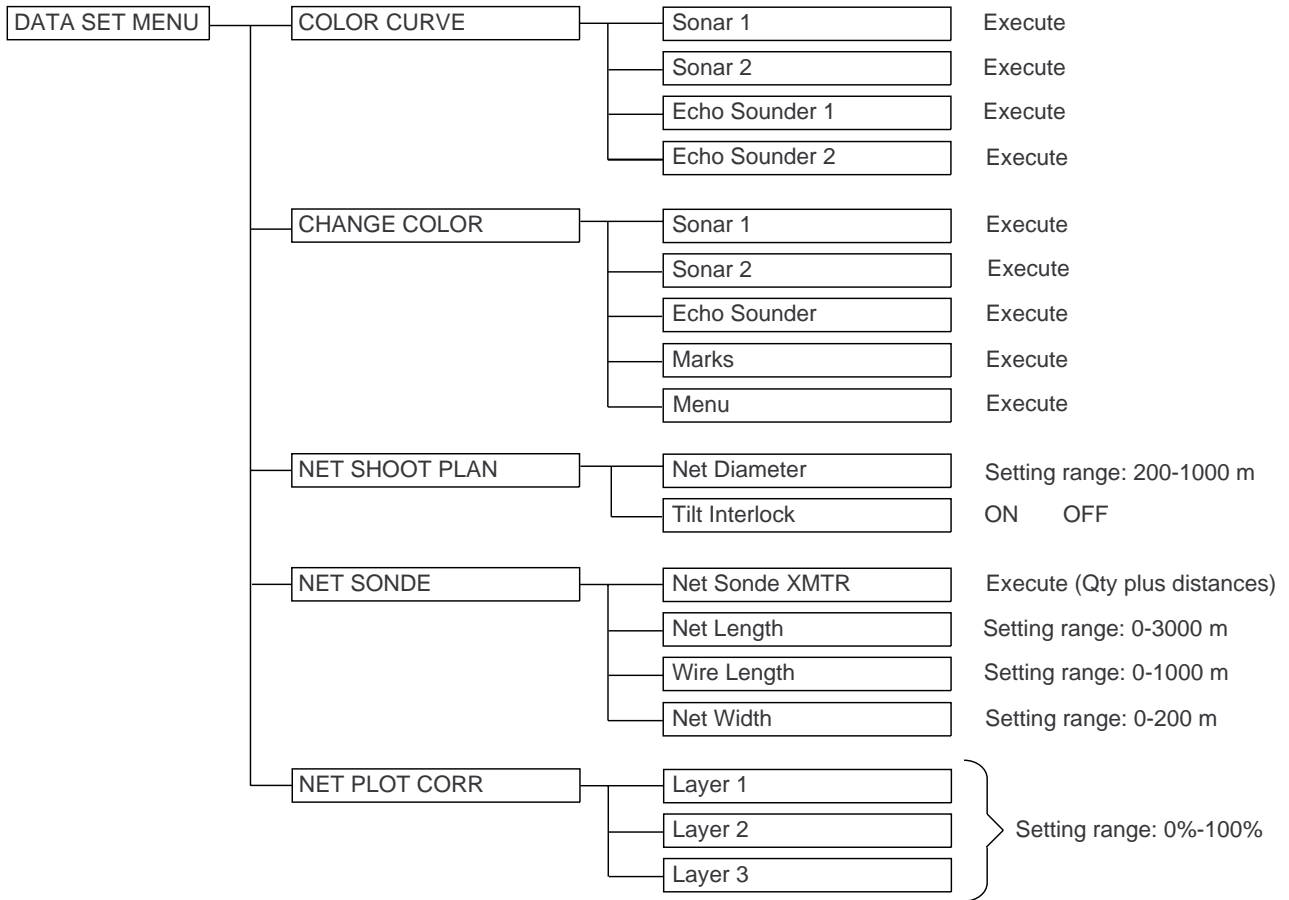 DATA SET MENU
COLOR CURVE
Sonar 1 Execute
Sonar 2 Execute
Echo Sounder 1 Execute
Echo Sounder 2 Execute
CHANGE COLOR
Sonar 1 Execute
Sonar 2 Execute
Echo Sounder Execute
Marks Execute
Menu Execute
NET SHOOT PLAN
Net Diameter Setting range: 200-1000 m
Tilt Interlock ON OFF
NET SONDE
Net Sonde XMTR Execute (Qty plus distances)
Net Length Setting range: 0-3000 m
Wire Length Setting range: 0-1000 m
Net Width Setting range: 0-200 m
NET PLOT CORR
Layer 1
Layer 2 Setting range: 0%-100%
Layer 3